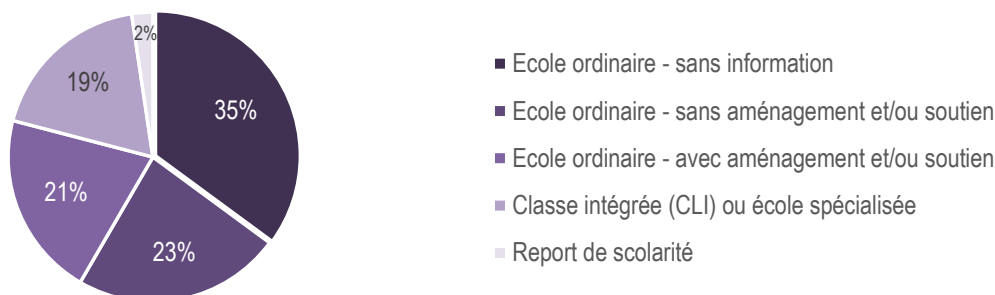 2%
19%
35%
21%
23%
Ecole ordinaire - sans information
Ecole ordinaire - sans aménagement et/ou soutien
Ecole ordinaire - avec aménagement et/ou soutien
Classe intégrée (CLI) ou école spécialisée
Report de scolarité